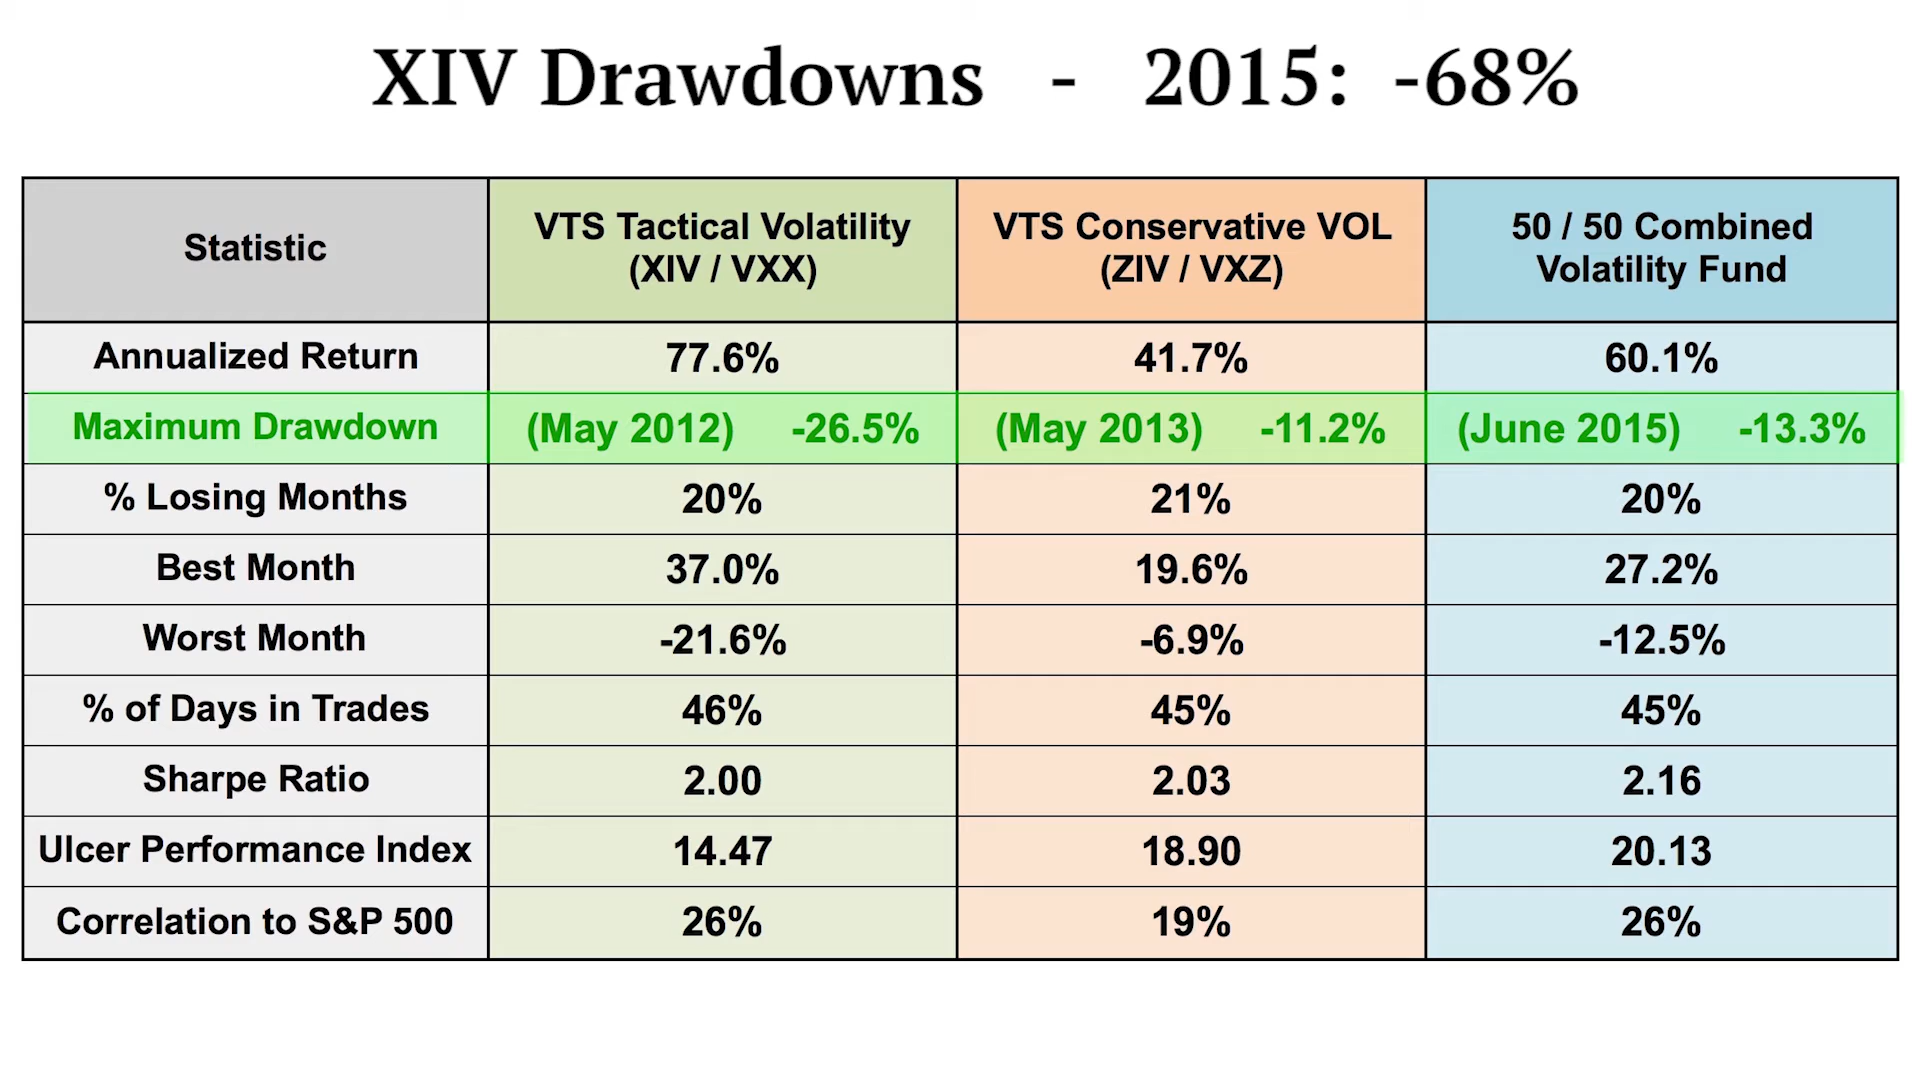 XIV Drawdowns - 2015: -68%
Statistic
VTS Tactical Volatility
(XIV / VXX)
VTS Conservative VOL
(ZIV / VXZ)
50 / 50 Combined
Volatility Fund
Annualized Return 77.6% 41.7% 60.1%
Maximum Drawdown (May 2012) -26.5% (May 2013) -11.2% (June 2015) -13.3%
% Losing Months 20% 21% 20%
Best Month 37.0% 19.6% 27.2%
Worst Month -21.6% -6.9% -12.5%
% of Days in Trades 46% 45% 45%
Sharpe Ratio 2.00 2.03 2.16
Ulcer Performance Index 14.47 18.90 20.13
Correlation to S&P 500 26% 19% 26%